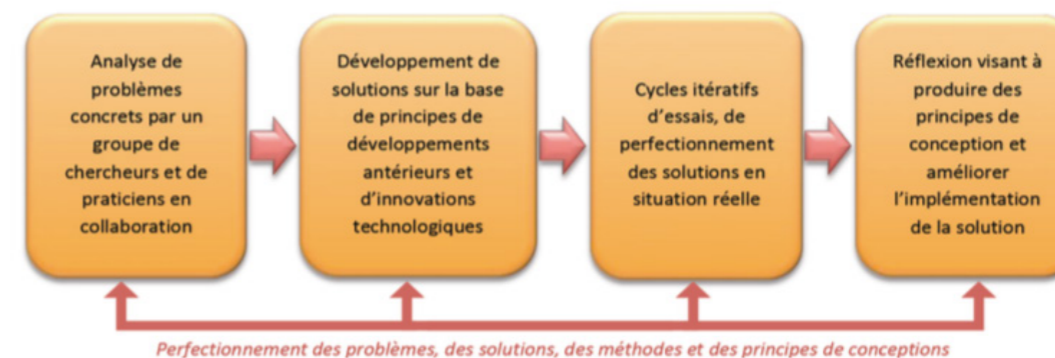 Analyse de
problèmes
concrets par un
groupe de
chercheurs et de
praticiens en
collaboration
Développement de
solutions sur la base
de principes de
développements
antérieurs et
d'innovations
technologiques
Cycles itératifs
d'essais, de
perfectionnement
des solutions en
situation réelle
Réflexion visant à
produire des
principes de
conception et
améliorer
l'implémentation
de la solution
Perfectionnement des problèmes, des solutions, des méthodes et des principes de conceptions